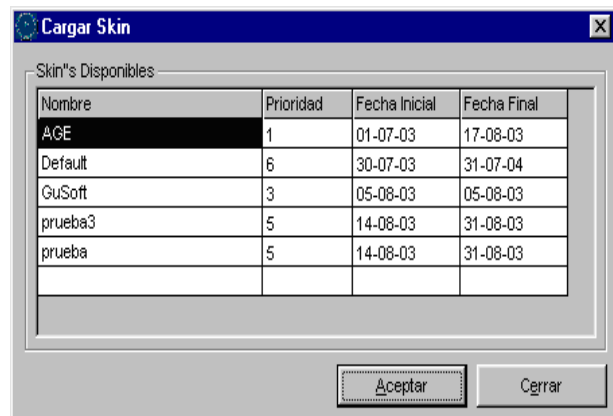 Cargar Skin
Skin"s Disponibles
Nombre Prioridad Fecha Inicial Fecha Final
AGE 1 01-07-03 17-08-03
Default 6 30-07-03 31-07-04
GuSoft 3 05-08-03 05-08-03
prueba3 5 14-08-03 31-08-03
prueba 5 14-08-03 31-08-03
Aceptar Cerrar